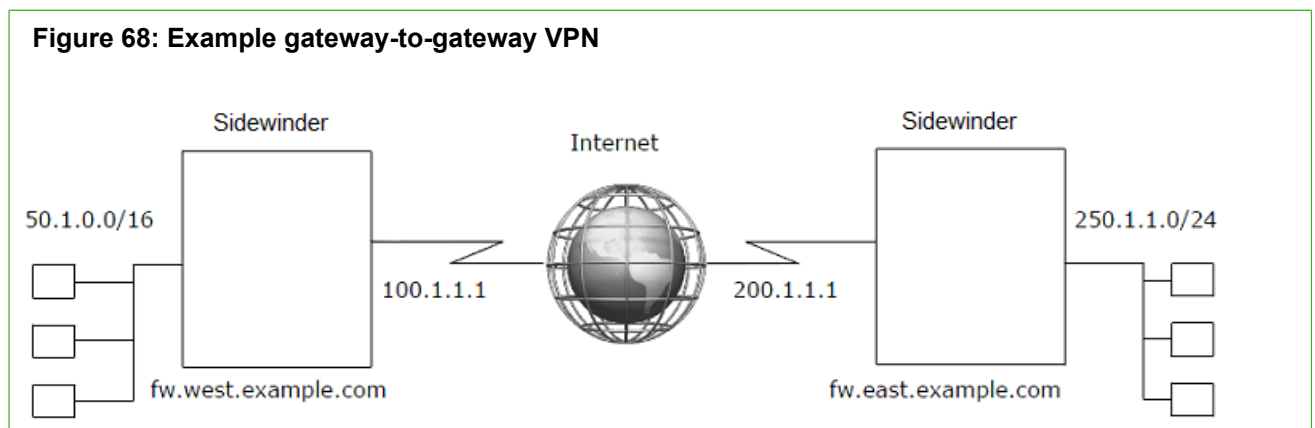 Figure 68: Example gateway-to-gateway VPN
Sidewinder
Sidewinder
Internet
50.1.0.0/16
250.1.1.0/24
100.1.1.1
200.1.1.1
fw.west.example.com
fw.east.example.com